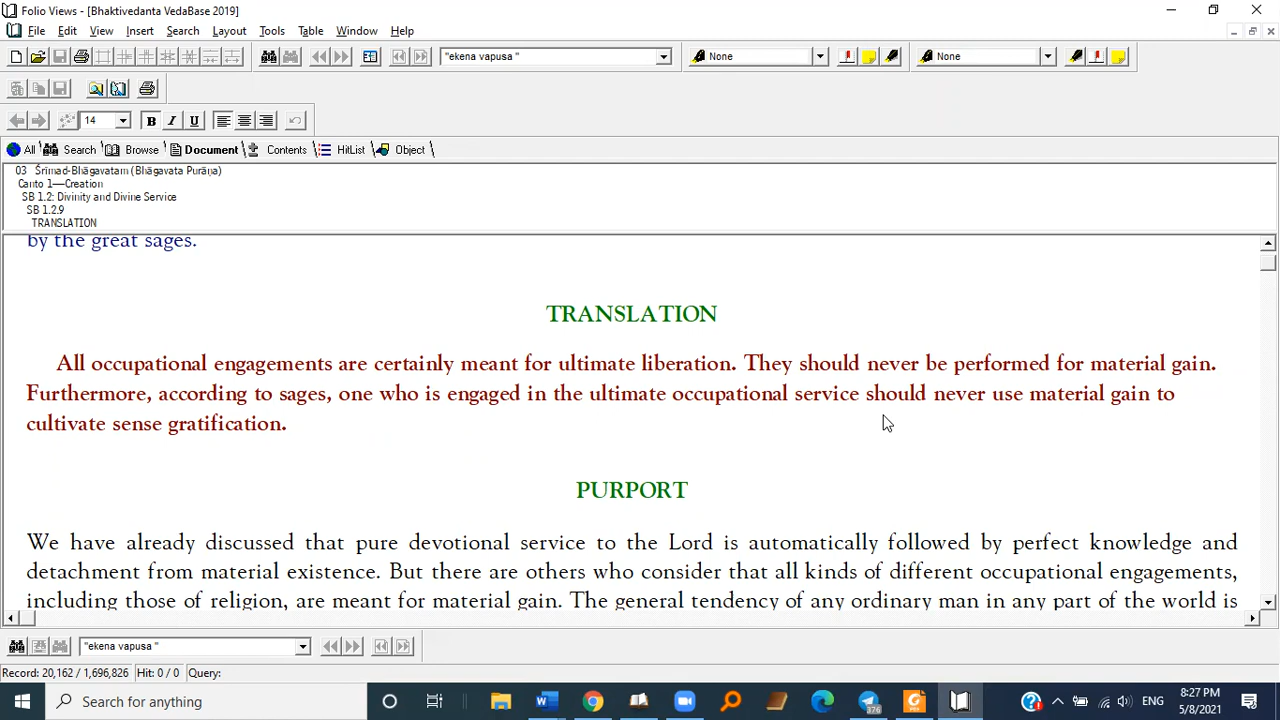 Folio Views - [Bhaktivedanta VedaBase 2019]
File Edit View Insert Search Layout Tools Table Window Help
"ekena vapusa " None None
14 B I U
All Search Browse Document Contents HitList Object
03 Śrīmad-Bhāgavatam (Bhāgavata Purāṇa)
Canto 1—Creation
SB 1.2: Divinity and Divine Service
SB 1.2.9
TRANSLATION
by the great sages.
TRANSLATION
All occupational engagements are certainly meant for ultimate liberation. They should never be performed for material gain.
Furthermore, according to sages, one who is engaged in the ultimate occupational service should never use material gain to
cultivate sense gratification.
PURPORT
We have already discussed that pure devotional service to the Lord is automatically followed by perfect knowledge and
detachment from material existence. But there are others who consider that all kinds of different occupational engagements,
including those of religion, are meant for material gain. The general tendency of any ordinary man in any part of the world is
"ekena vapusa "
Record: 20,162 / 1,696,826 Hit: 0 / 0 Query:
Search for anything
376
ENG
8:27 PM
5/8/2021